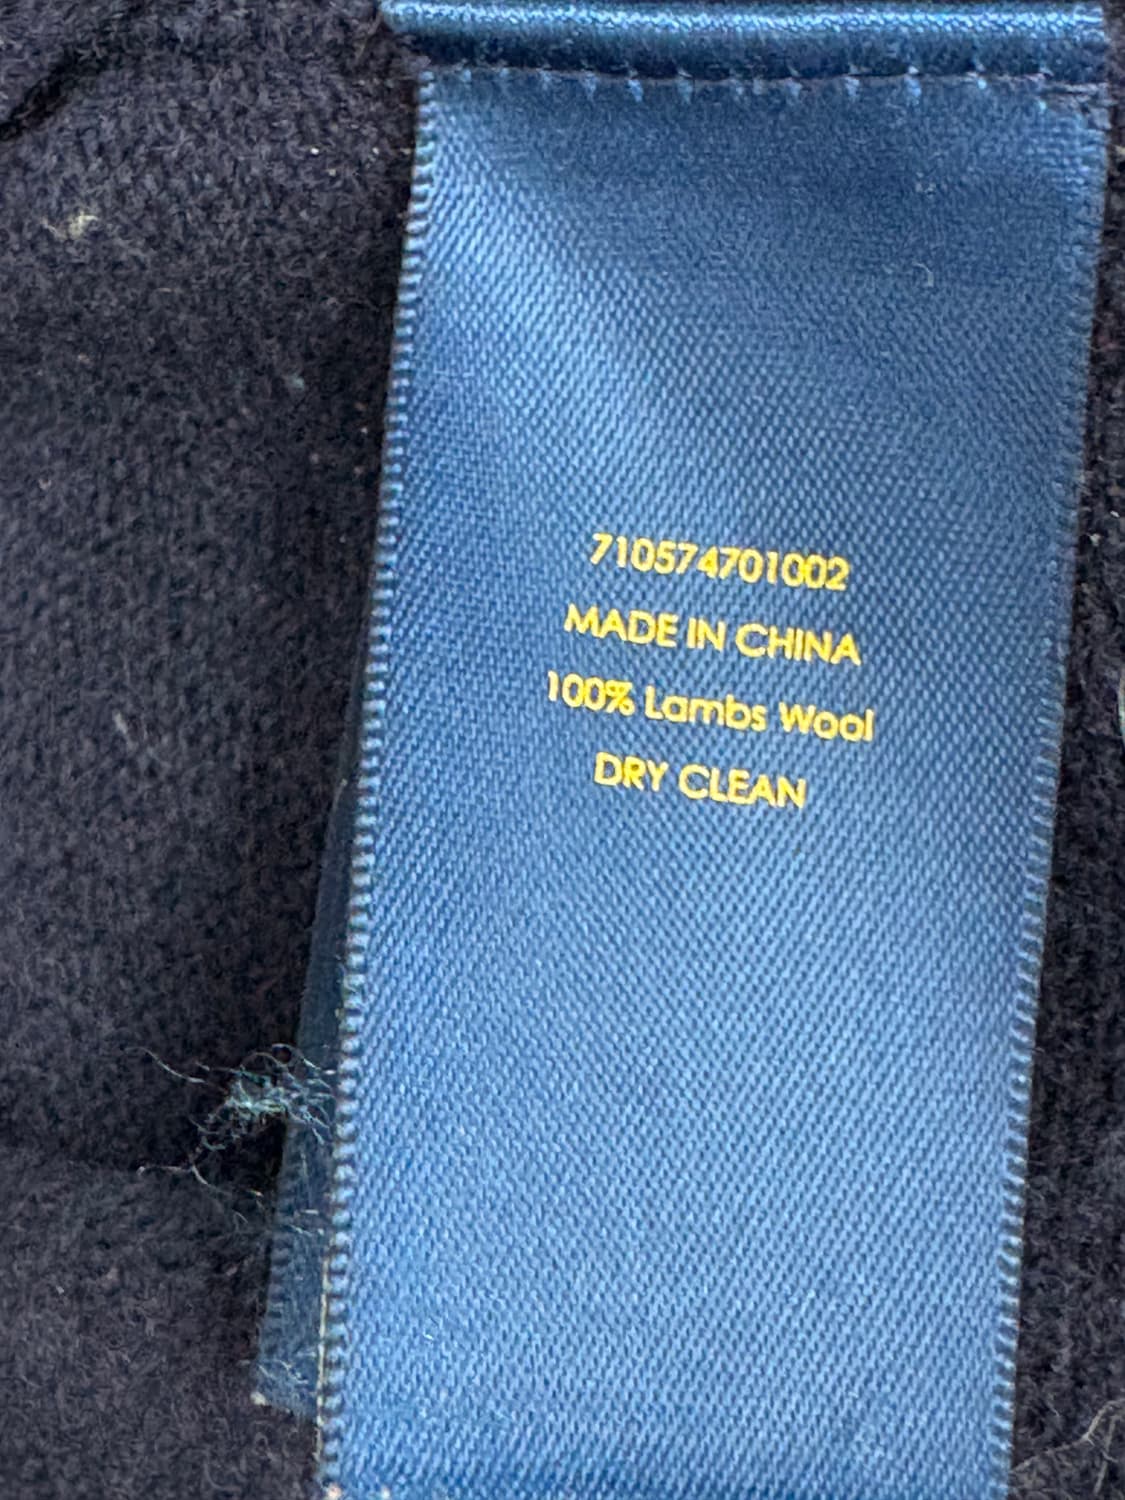 710574701002
MADE IN CHINA
100% Lambs Wool
DRY CLEAN